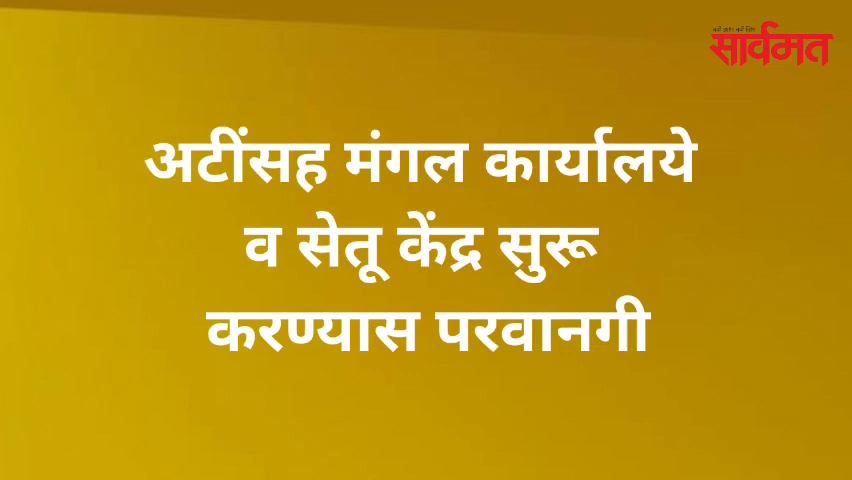 सार्वमत
अटींसह मंगल कार्यालये
व सेतू केंद्र सुरू
करण्यास परवानगी